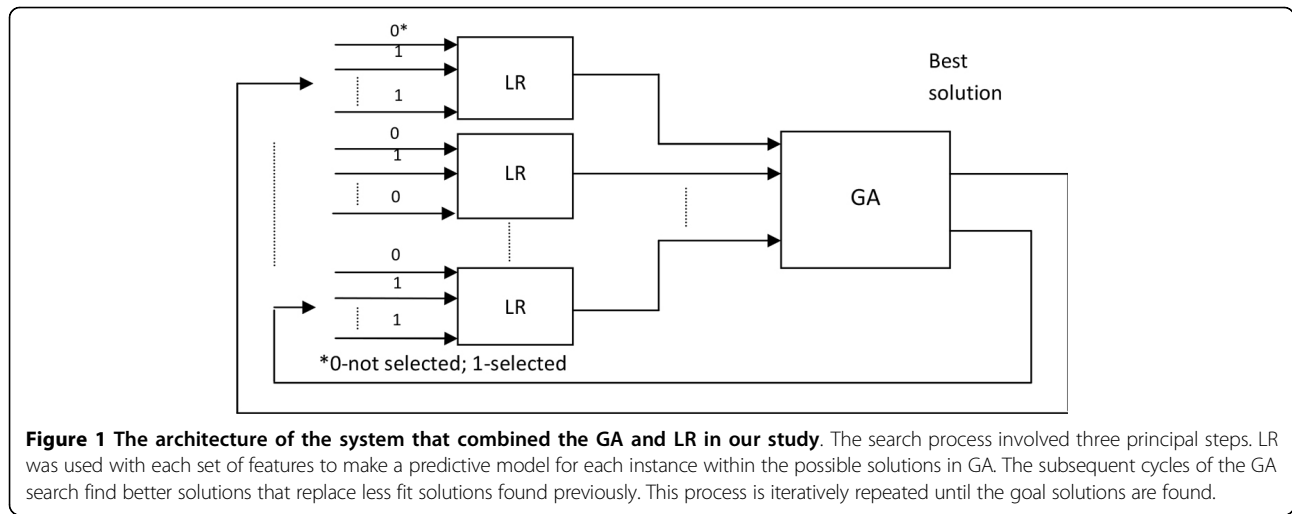 0*
1
1
LR
0
1
0
LR
0
1
1
LR
GA
Best
solution
*0-not selected; 1-selected
Figure 1 The architecture of the system that combined the GA and LR in our study. The search process involved three principal steps. LR
was used with each set of features to make a predictive model for each instance within the possible solutions in GA. The subsequent cycles of the GA
search find better solutions that replace less fit solutions found previously. This process is iteratively repeated until the goal solutions are found.